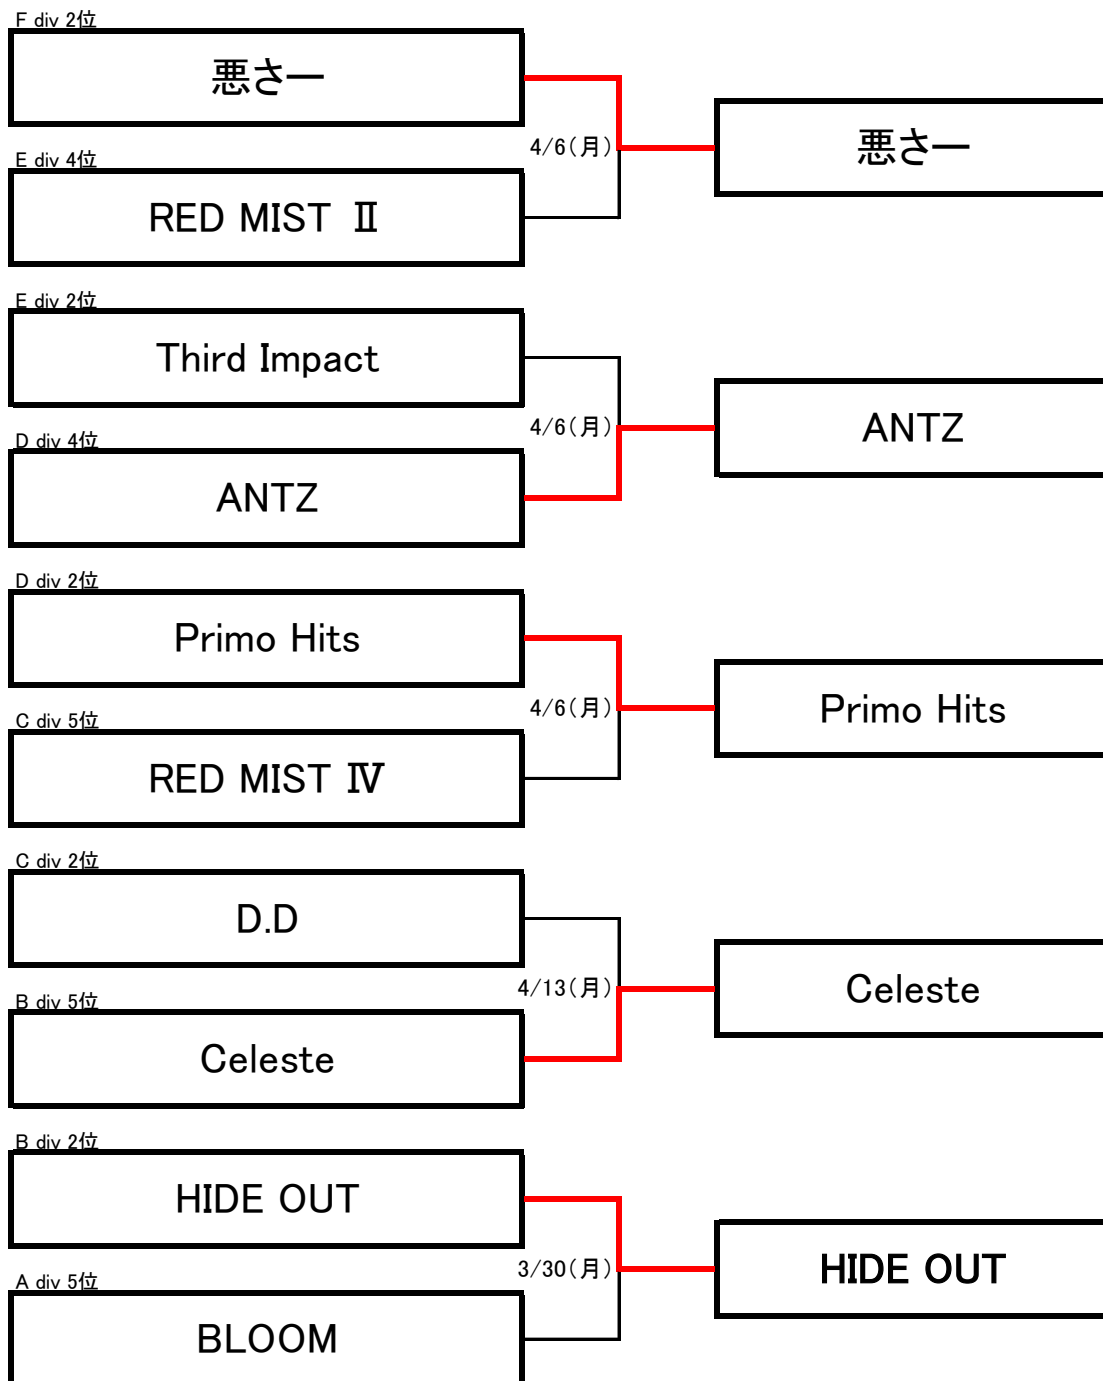 F div 2位
悪さー
4/6(月)
悪さー
E div 4位
RED MIST Ⅱ
E div 2位
Third Impact
4/6(月)
ANTZ
D div 4位
ANTZ
D div 2位
Primo Hits
4/6(月)
Primo Hits
C div 5位
RED MIST Ⅳ
C div 2位
D.D
4/13(月)
Celeste
B div 5位
Celeste
B div 2位
HIDE OUT
3/30(月)
HIDE OUT
A div 5位
BLOOM